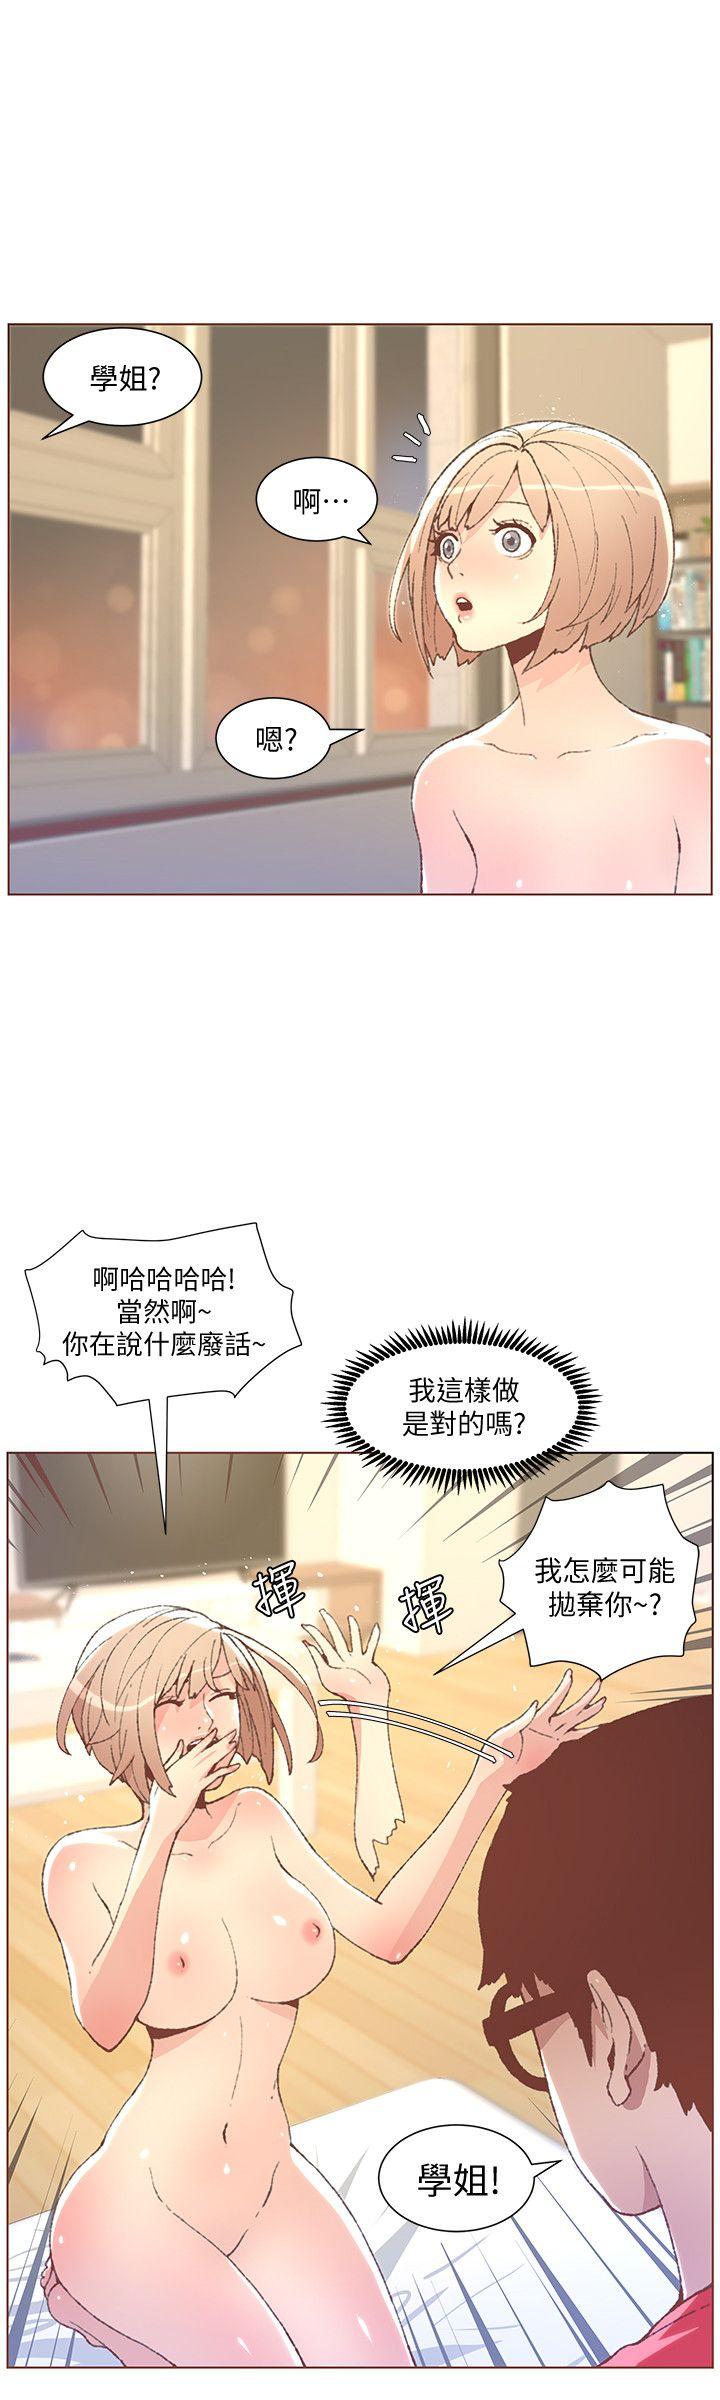 學姐?
啊⋯
嗯?
啊哈哈哈哈!
當然啊~
你在說什麼廢話~
我這樣做
是對的嗎?
我怎麼可能
拋棄你~?
揮
揮
學姐!